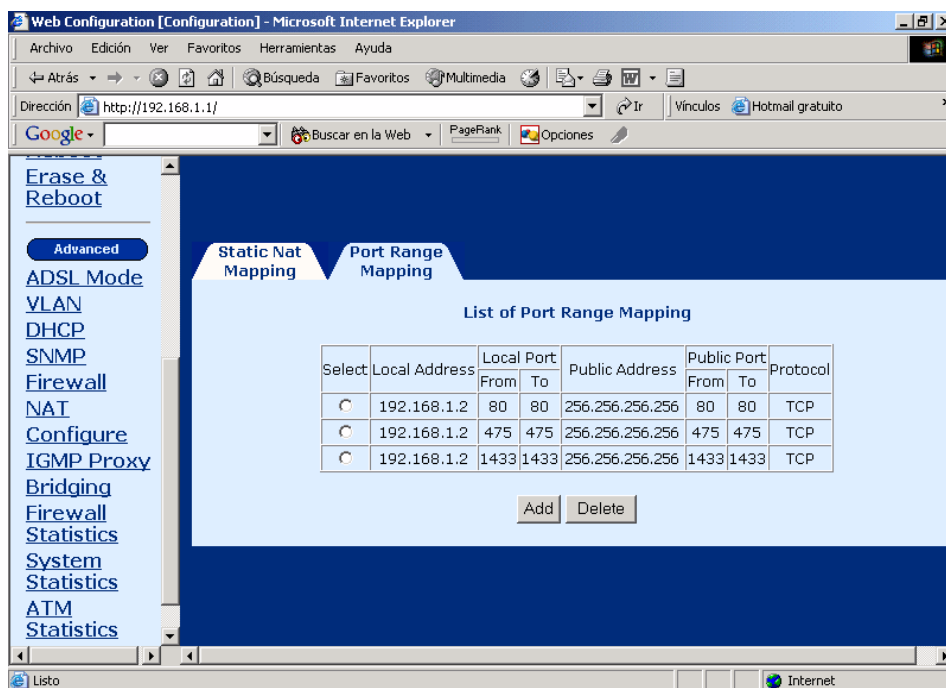 Web Configuration [Configuration] - Microsoft Internet Explorer
Archivo Edición Ver Favoritos Herramientas Ayuda
Atrás Búsqueda Favoritos Multimedia
Dirección http://192.168.1.1/ Ir Vínculos Hotmail gratuito
Google Buscar en la Web PageRank Opciones
Erase &
Reboot
Advanced
ADSL Mode
VLAN
DHCP
SNMP
Firewall
NAT
Configure
IGMP Proxy
Bridging
Firewall
Statistics
System
Statistics
ATM
Statistics
Static Nat
Mapping
Port Range
Mapping
List of Port Range Mapping
Select Local Address Local Port Public Address Public Port Protocol
From To From To
192.168.1.2 80 80 256.256.256.256 80 80 TCP
192.168.1.2 475 475 256.256.256.256 475 475 TCP
192.168.1.2 1433 1433 256.256.256.256 1433 1433 TCP
Add Delete
Listo Internet